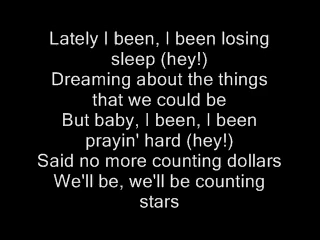 Lately I been, I been losing
sleep (hey!)
Dreaming about the things
that we could be
But baby, I been, I been
prayin' hard (hey!)
Said no more counting dollars
We'll be, we'll be counting
stars